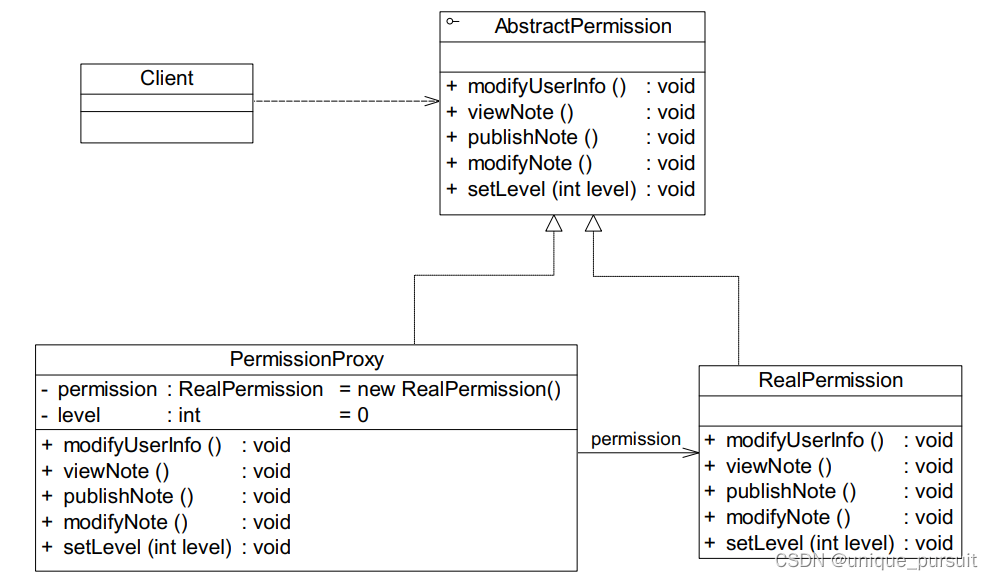 AbstractPermission
+ modifyUserInfo () : void
+ viewNote () : void
+ publishNote () : void
+ modifyNote () : void
+ setLevel (int level) : void
Client
PermissionProxy
- permission : RealPermission = new RealPermission()
- level : int = 0
+ modifyUserInfo () : void
+ viewNote () : void
+ publishNote () : void
+ modifyNote () : void
+ setLevel (int level) : void
permission
RealPermission
+ modifyUserInfo () : void
+ viewNote () : void
+ publishNote () : void
+ modifyNote () : void
+ setLevel (int level) : void
CSDN @unique_pursuit